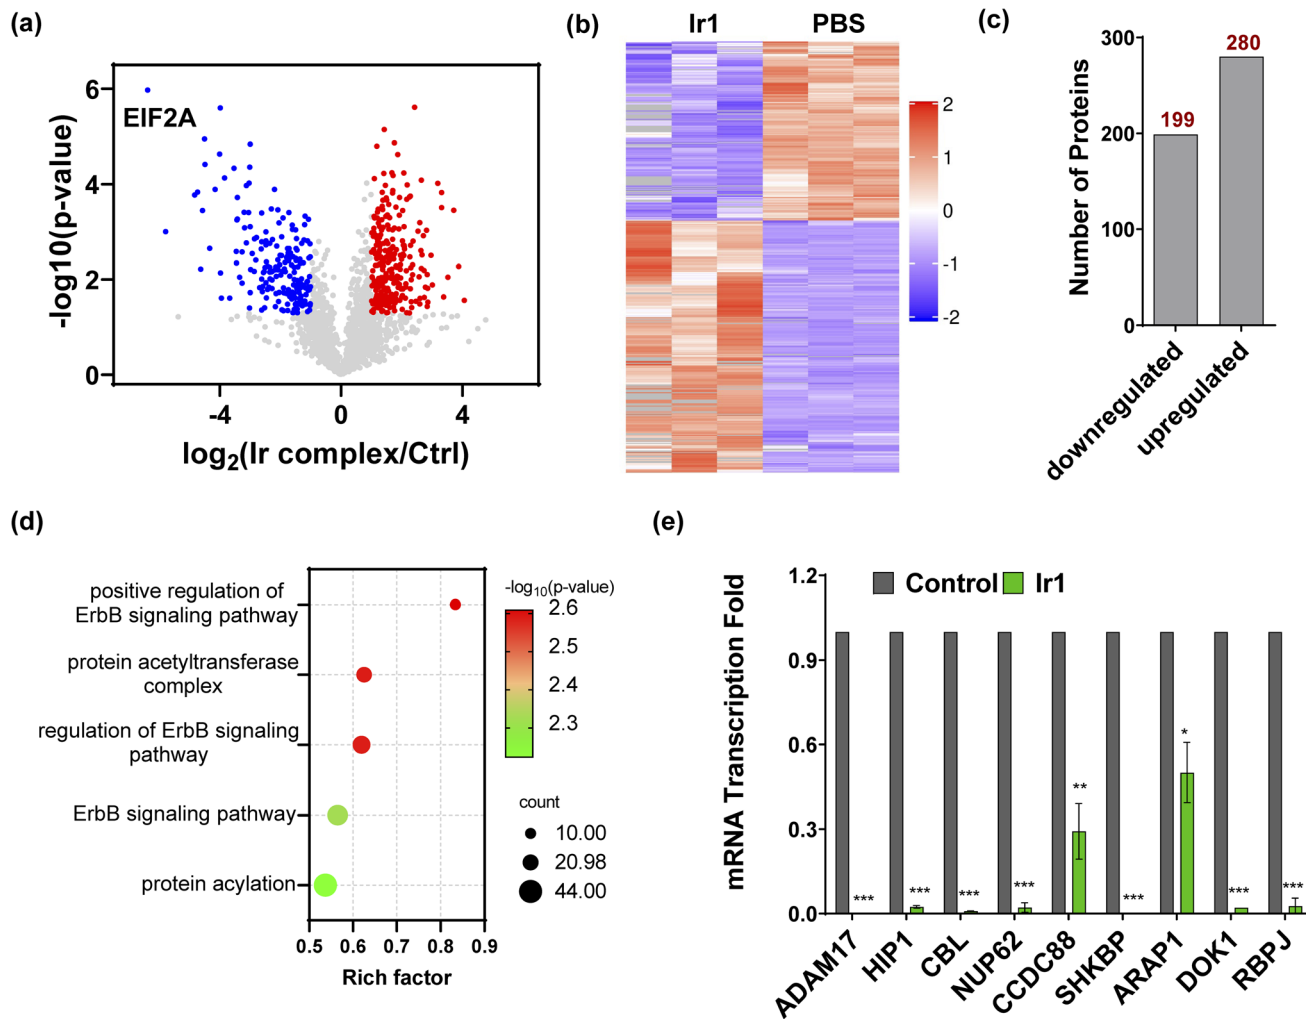 (a)
-log10(p-value)
6
4
2
0
EIF2A
-4
0
4
log2(Ir complex/Ctrl)
(b)
Ir1
PBS
2
1
0
-1
-2
(c)
Number of Proteins
300
200
100
0
199
280
downregulated
upregulated
(d)
positive regulation of
ErbB signaling pathway
protein acetyltransferase
complex
regulation of ErbB signaling
pathway
ErbB signaling pathway
protein acylation
0.5
0.6
0.7
0.8
0.9
Rich factor
-log10(p-value)
2.6
2.5
2.4
2.3
count
10.00
20.98
44.00
(e)
mRNA Transcription Fold
1.2
0.9
0.6
0.3
0.0
Control
Ir1
***
***
***
***
**
***
*
***
***
ADAM17
HIP1
CBL
NUP62
CCDC88
SHKBP
ARAP1
DOK1
RBPJ